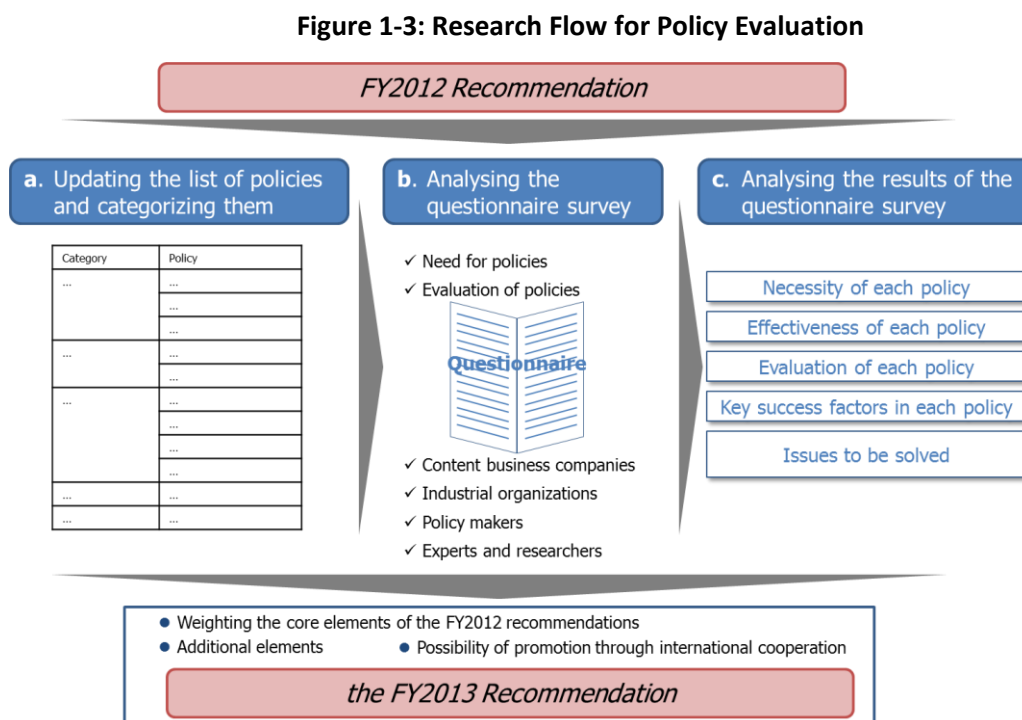 Figure 1-3: Research Flow for Policy Evaluation
FY2012 Recommendation
a. Updating the list of policies
and categorizing them
Category Policy
... ...
...
...
... ...
...
... ...
...
...
...
... ...
... ...
b. Analysing the
questionnaire survey
✓ Need for policies
✓ Evaluation of policies
Questionnaire
✓ Content business companies
✓ Industrial organizations
✓ Policy makers
✓ Experts and researchers
c. Analysing the results of the
questionnaire survey
Necessity of each policy
Effectiveness of each policy
Evaluation of each policy
Key success factors in each policy
Issues to be solved
● Weighting the core elements of the FY2012 recommendations
● Additional elements ● Possibility of promotion through international cooperation
the FY2013 Recommendation